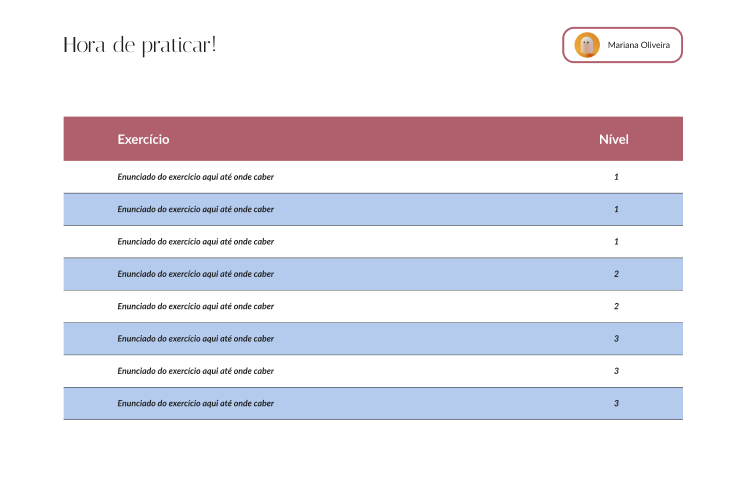 Hora de praticar!
Mariana Oliveira
Exercício Nível
Enunciado do exercício aqui até onde caber 1
Enunciado do exercício aqui até onde caber 1
Enunciado do exercício aqui até onde caber 1
Enunciado do exercício aqui até onde caber 2
Enunciado do exercício aqui até onde caber 2
Enunciado do exercício aqui até onde caber 3
Enunciado do exercício aqui até onde caber 3
Enunciado do exercício aqui até onde caber 3